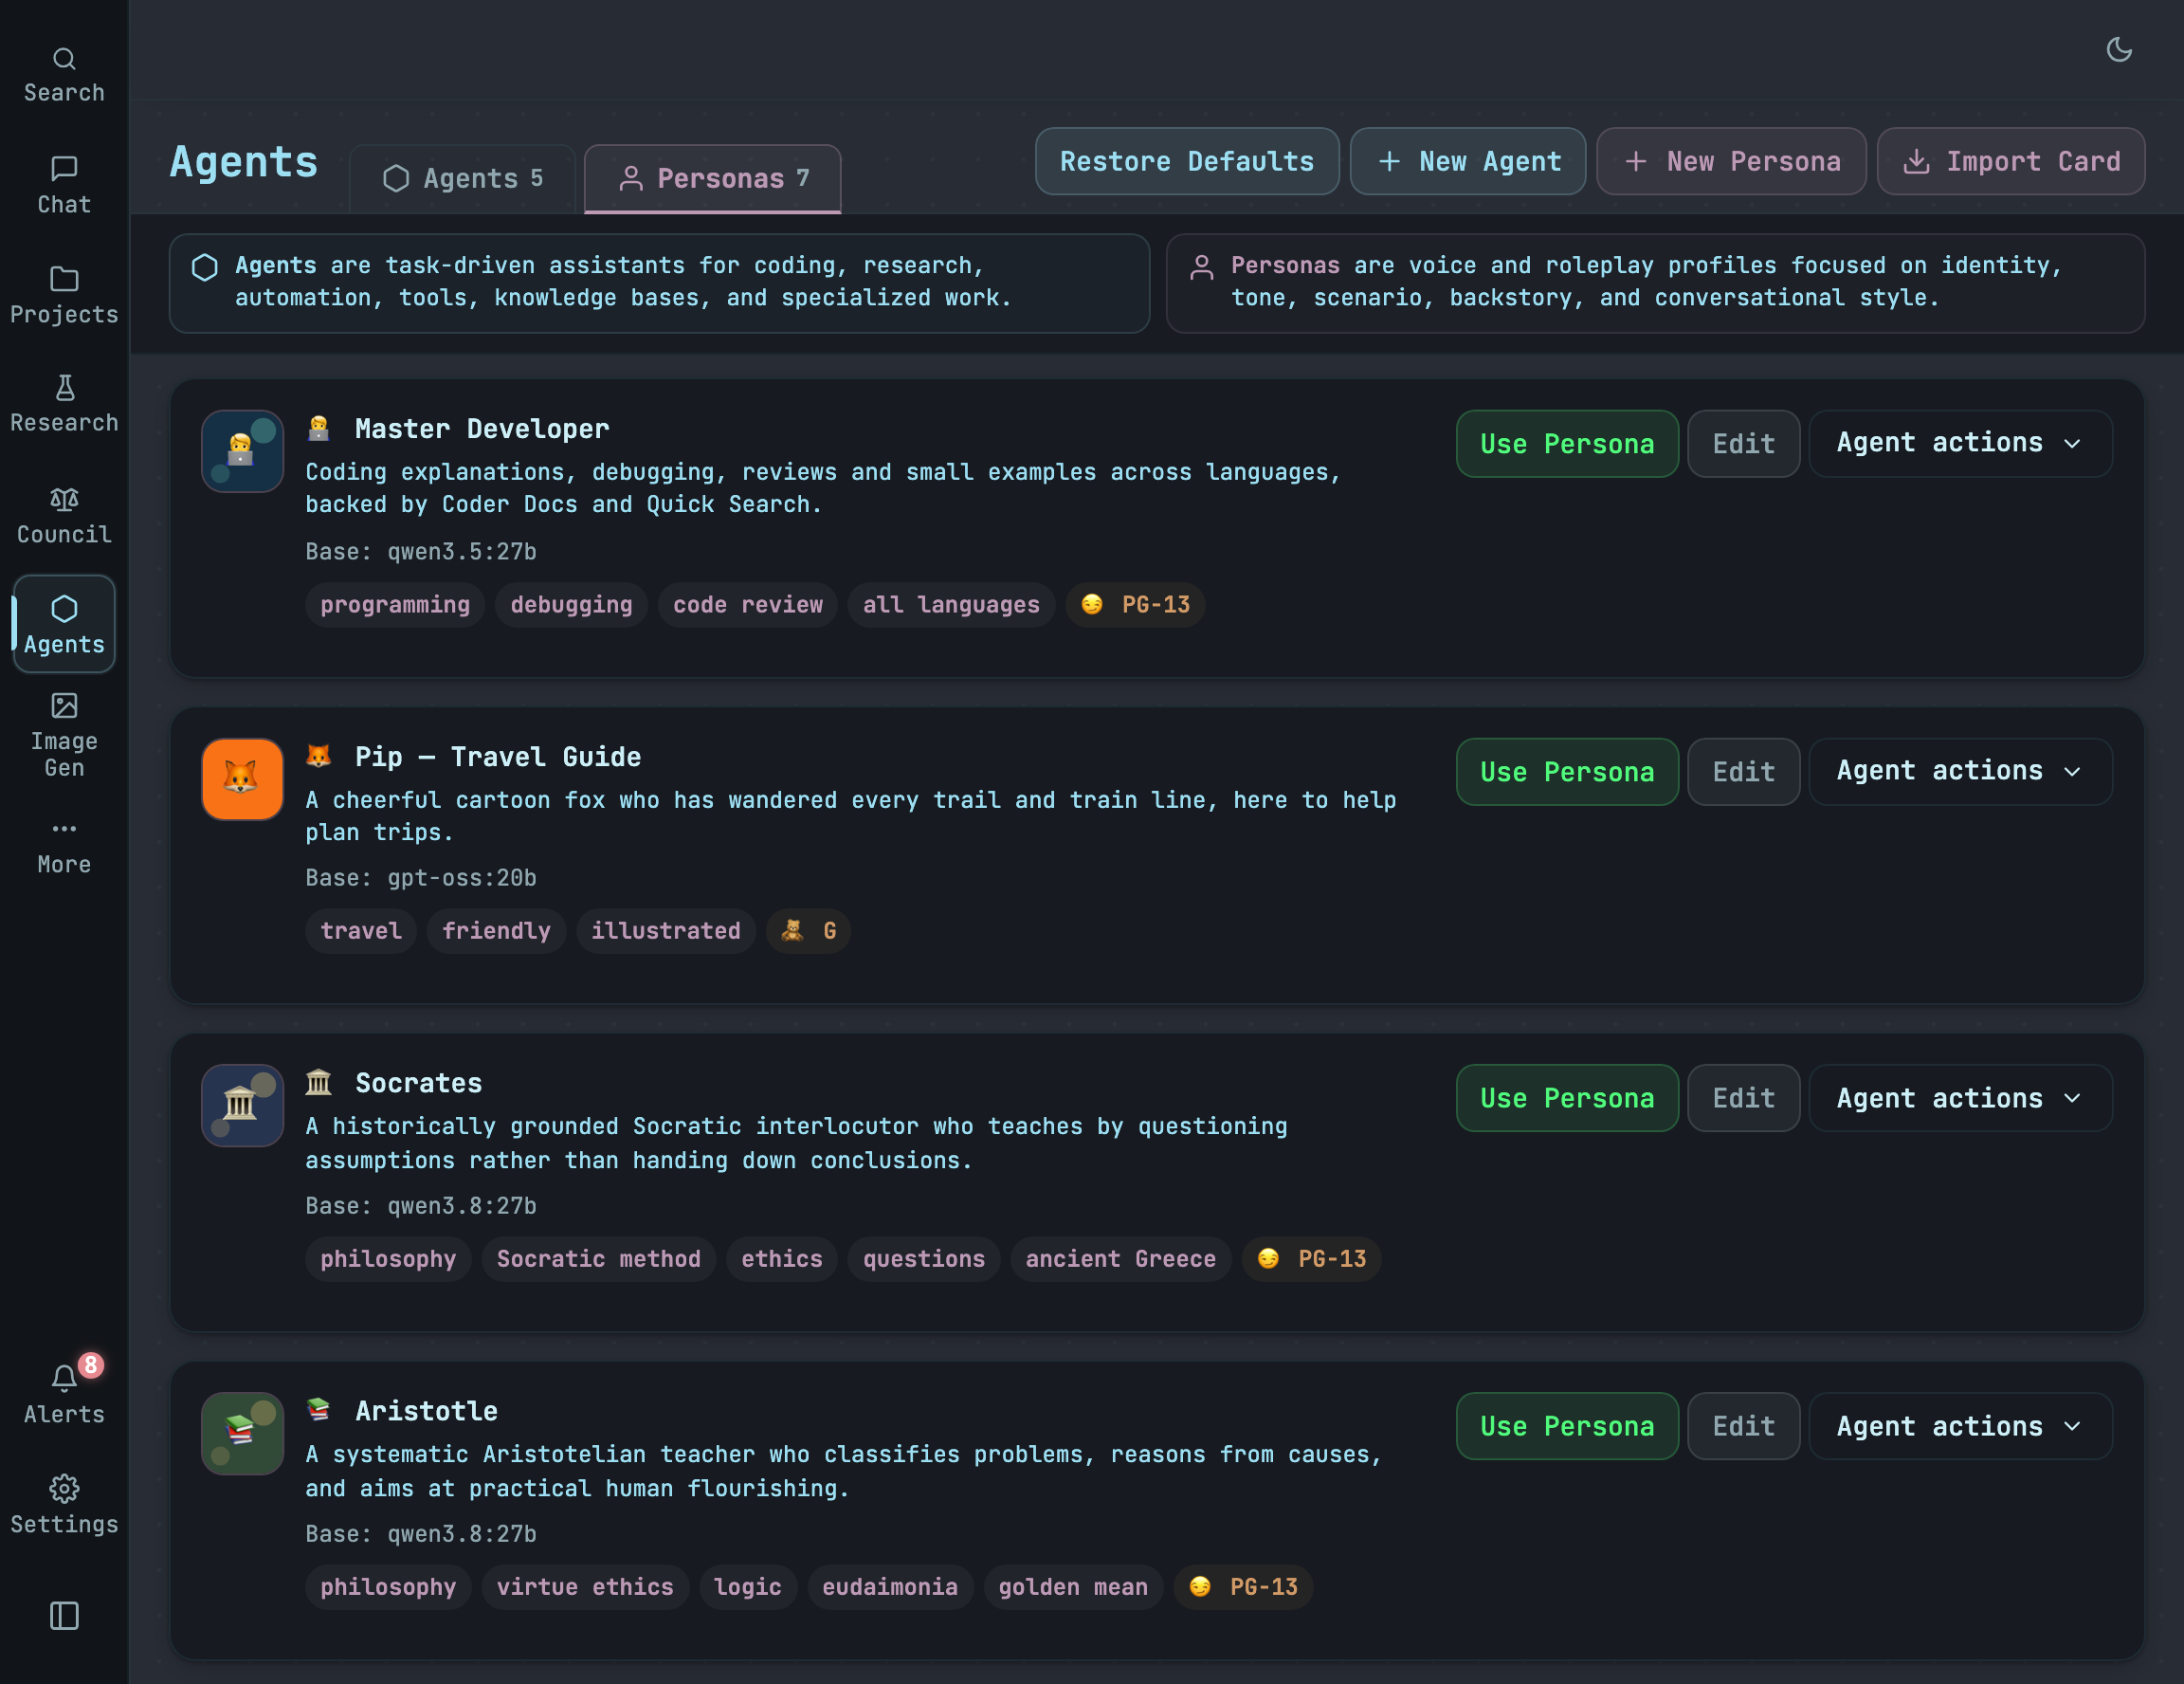 Search
Chat
Projects
Research
Council
Agents
Image
Gen
More
8
Alerts
Settings
Agents
Agents 5
Personas 7
Restore Defaults
+ New Agent
+ New Persona
Import Card
Agents are task-driven assistants for coding, research,
automation, tools, knowledge bases, and specialized work.
Personas are voice and roleplay profiles focused on identity,
tone, scenario, backstory, and conversational style.
Master Developer
Coding explanations, debugging, reviews and small examples across languages,
backed by Coder Docs and Quick Search.
Base: qwen3.5:27b
programming debugging code review all languages PG-13
Use Persona Edit Agent actions
Pip — Travel Guide
A cheerful cartoon fox who has wandered every trail and train line, here to help
plan trips.
Base: gpt-oss:20b
travel friendly illustrated G
Use Persona Edit Agent actions
Socrates
A historically grounded Socratic interlocutor who teaches by questioning
assumptions rather than handing down conclusions.
Base: qwen3.8:27b
philosophy Socratic method ethics questions ancient Greece PG-13
Use Persona Edit Agent actions
Aristotle
A systematic Aristotelian teacher who classifies problems, reasons from causes,
and aims at practical human flourishing.
Base: qwen3.8:27b
philosophy virtue ethics logic eudaimonia golden mean PG-13
Use Persona Edit Agent actions